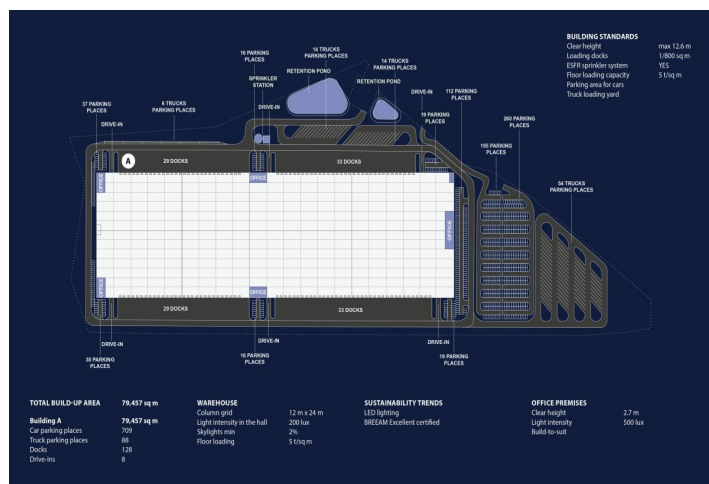 BUILDING STANDARDS
Clear height max 12.6 m
Loading docks 1/800 sq m
ESFR sprinkler system YES
Floor loading capacity 5 t/sq m
Parking area for cars
Truck loading yard
14 TRUCKS
PARKING PLACES
16 PARKING
PLACES
14 TRUCKS
PARKING PLACES
RETENTION POND
SPRINKLER
STATION
RETENTION POND
DRIVE-IN
112 PARKING
PLACES
37 PARKING
PLACES
6 TRUCKS
PARKING PLACES
DRIVE-IN
19 PARKING
PLACES
260 PARKING
PLACES
DRIVE-IN
195 PARKING
PLACES
A
29 DOCKS
33 DOCKS
54 TRUCKS
PARKING PLACES
OFFICE
OFFICE
OFFICE
OFFICE
OFFICE
29 DOCKS
33 DOCKS
DRIVE-IN
DRIVE-IN
DRIVE-IN
38 PARKING
PLACES
16 PARKING
PLACES
16 PARKING
PLACES
TOTAL BUILD-UP AREA 79,457 sq m
Building A 79,457 sq m
Car parking places 709
Truck parking places 88
Docks 128
Drive-ins 8
WAREHOUSE
Column grid 12 m x 24 m
Light intensity in the hall 200 lux
Skylights min 2%
Floor loading 5 t/sq m
SUSTAINABILITY TRENDS
LED lighting
BREEAM Excellent certified
OFFICE PREMISES
Clear height 2.7 m
Light intensity 500 lux
Build-to-suit